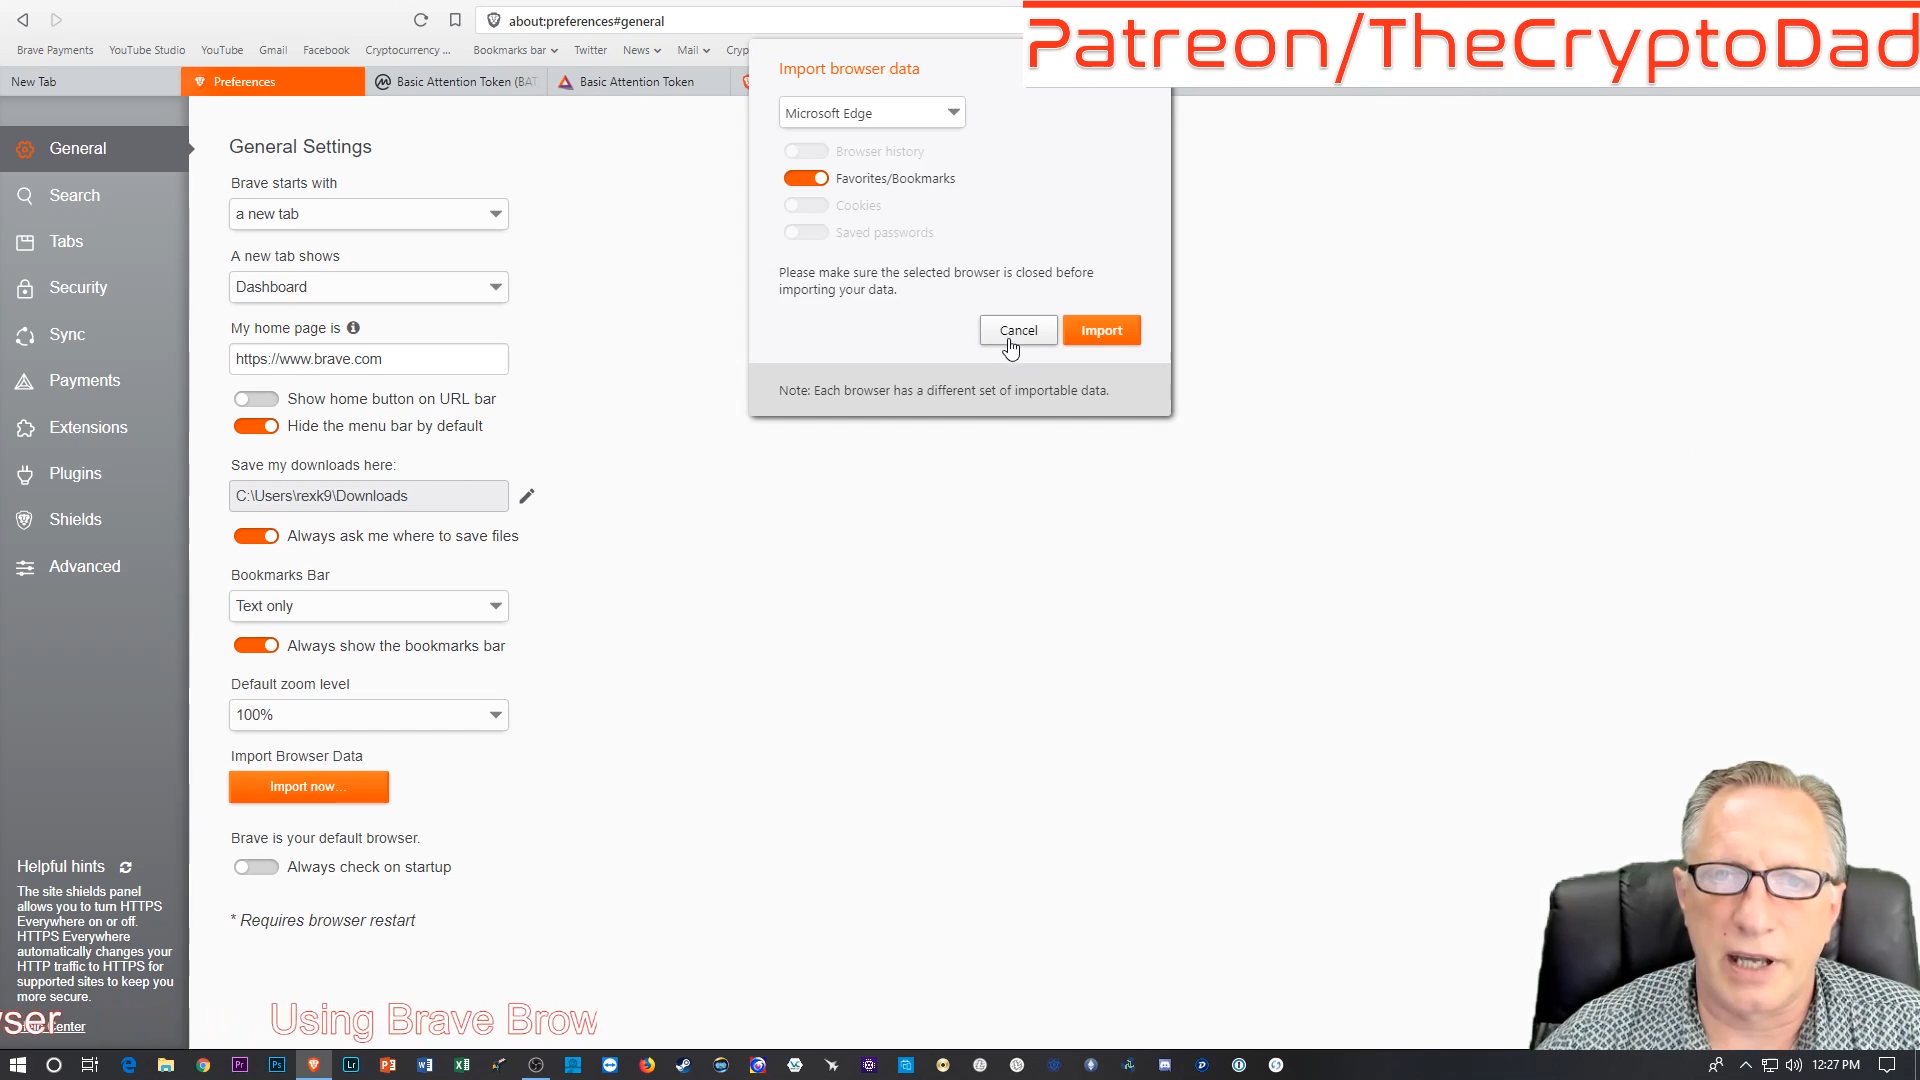 about:preferences#general
Patreon/TheCryptoDad
Brave Payments YouTube Studio YouTube Gmail Facebook Cryptocurrency ... Bookmarks bar Twitter News Mail Cryp
New Tab Preferences Basic Attention Token (BAT Basic Attention Token
Import browser data
Microsoft Edge
Browser history
Favorites/Bookmarks
Cookies
Saved passwords
Please make sure the selected browser is closed before
importing your data.
Cancel Import
Note: Each browser has a different set of importable data.
General
Search
Tabs
Security
Sync
Payments
Extensions
Plugins
Shields
Advanced
General Settings
Brave starts with
a new tab
A new tab shows
Dashboard
My home page is
https://www.brave.com
Show home button on URL bar
Hide the menu bar by default
Save my downloads here:
C:\Users\rexk9\Downloads
Always ask me where to save files
Bookmarks Bar
Text only
Always show the bookmarks bar
Default zoom level
100%
Import Browser Data
Import now...
Brave is your default browser.
Always check on startup
* Requires browser restart
Helpful hints
The site shields panel
allows you to turn HTTPS
Everywhere on or off.
HTTPS Everywhere
automatically changes your
HTTP traffic to HTTPS for
supported sites to keep you
more secure.
Center
wser Using Brave Brow
12:27 PM